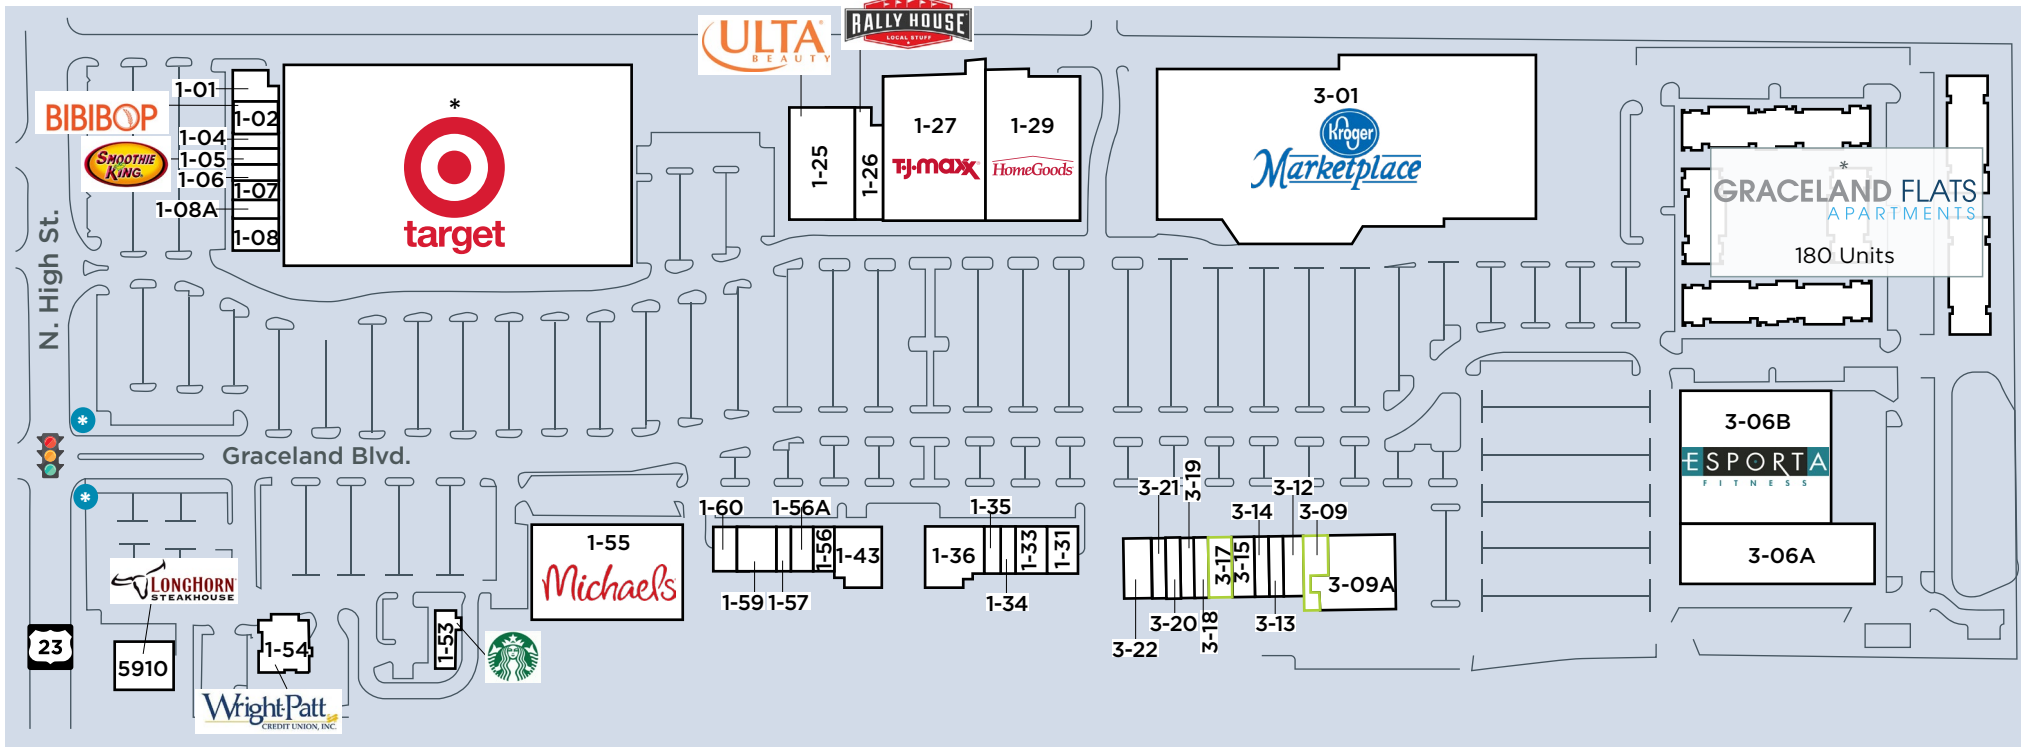 ULTA
BEAUTY
RALLY HOUSE
LOCAL STUFF
1-01
BIBIBOP
1-02
1-04
SMOOTHIE
KING
1-05
1-06
1-07
1-08A
1-08
*
target
1-25
1-26
1-27
T.J.maxx
1-29
HomeGoods
3-01
Kroger
Marketplace
*
GRACELAND FLATS
APARTMENTS
180 Units
N. High St.
*
Graceland Blvd.
*
3-06B
ESPORTA
FITNESS
3-06A
1-55
Michaels
1-60
1-59
1-57
1-56A
1-56
1-43
1-36
1-35
1-34
1-33
1-31
3-22
3-21
3-20
3-19
3-18
3-17
3-15
3-14
3-13
3-12
3-09
3-09A
LONGHORN
STEAKHOUSE
23
5910
1-54
Wright-Patt
CREDIT UNION, INC.
1-53